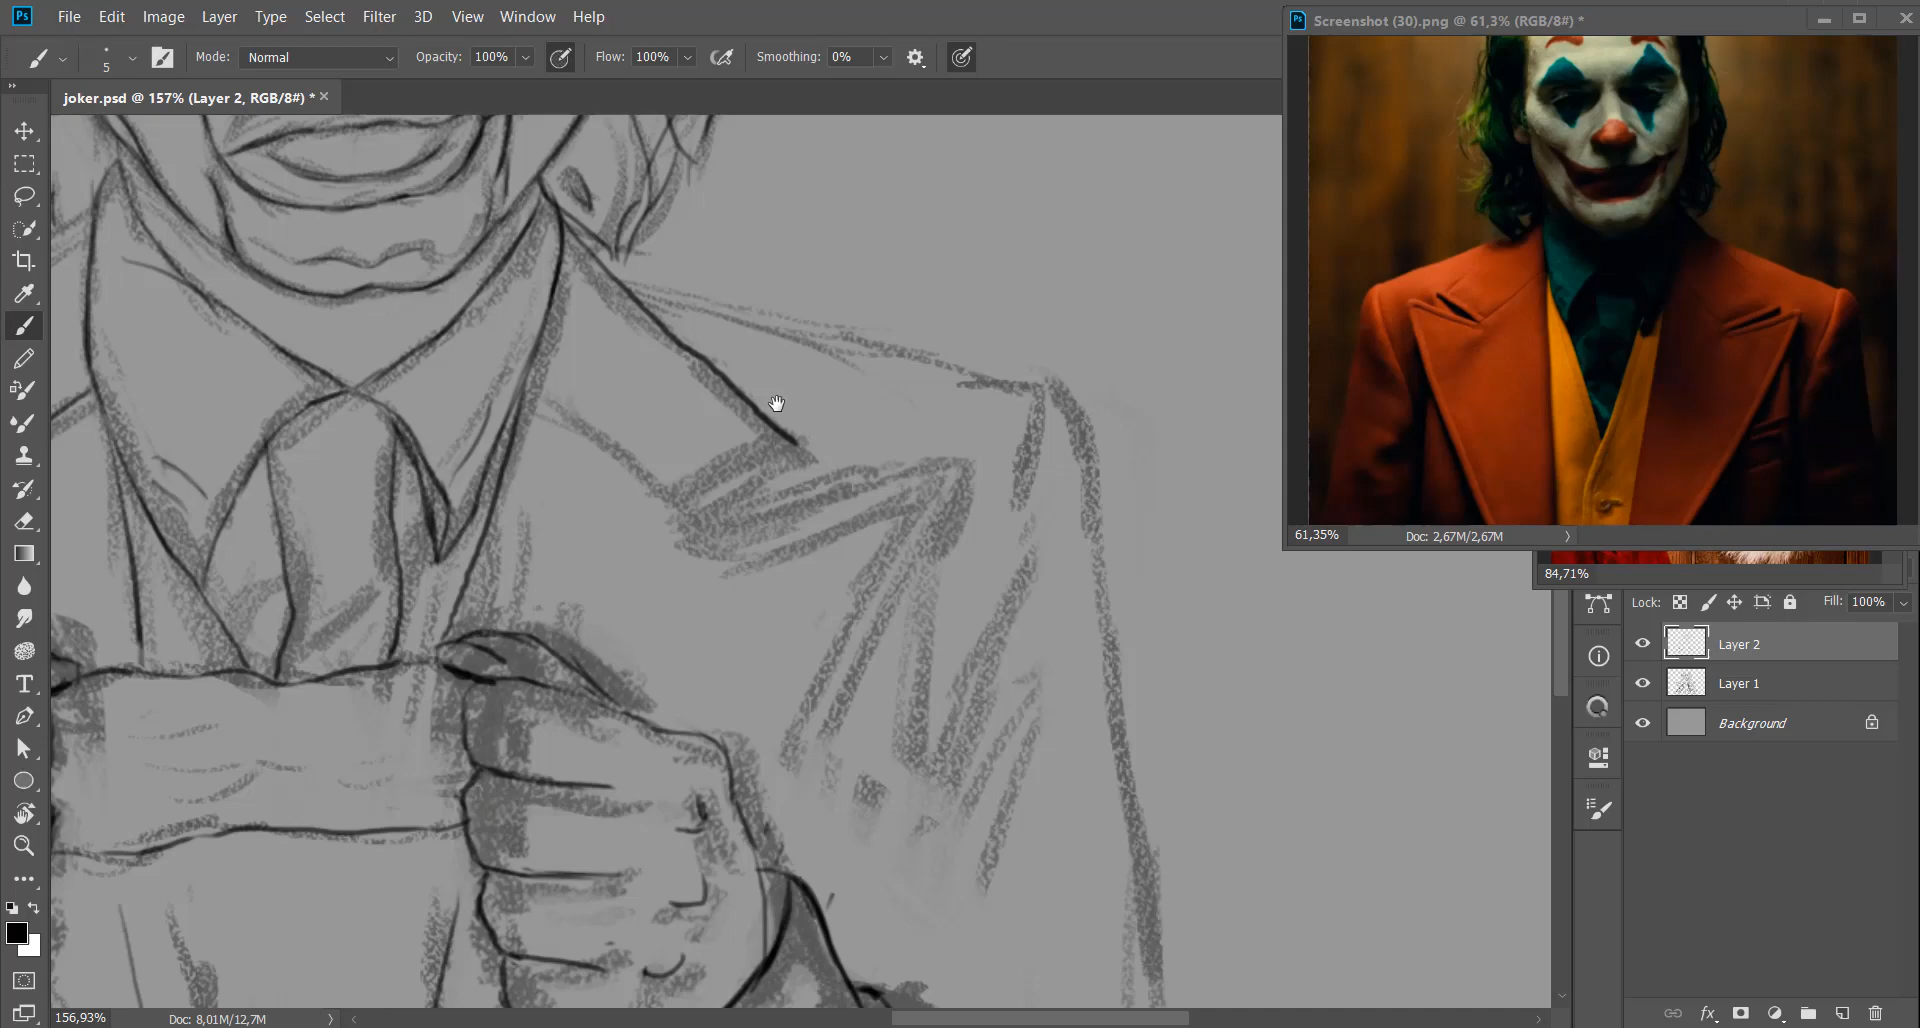 Ps File Edit Image Layer Type Select Filter 3D View Window Help
5 Mode: Normal Opacity: 100% Flow: 100% Smoothing: 0%
joker.psd @ 157% (Layer 2, RGB/8#) * ×
Ps Screenshot (30).png @ 61,3% (RGB/8#) *
61,35% Doc: 2,67M/2,67M
84,71%
Lock: Fill: 100%
Layer 2
Layer 1
Background
fx
156,93% Doc: 8,01M/12,7M